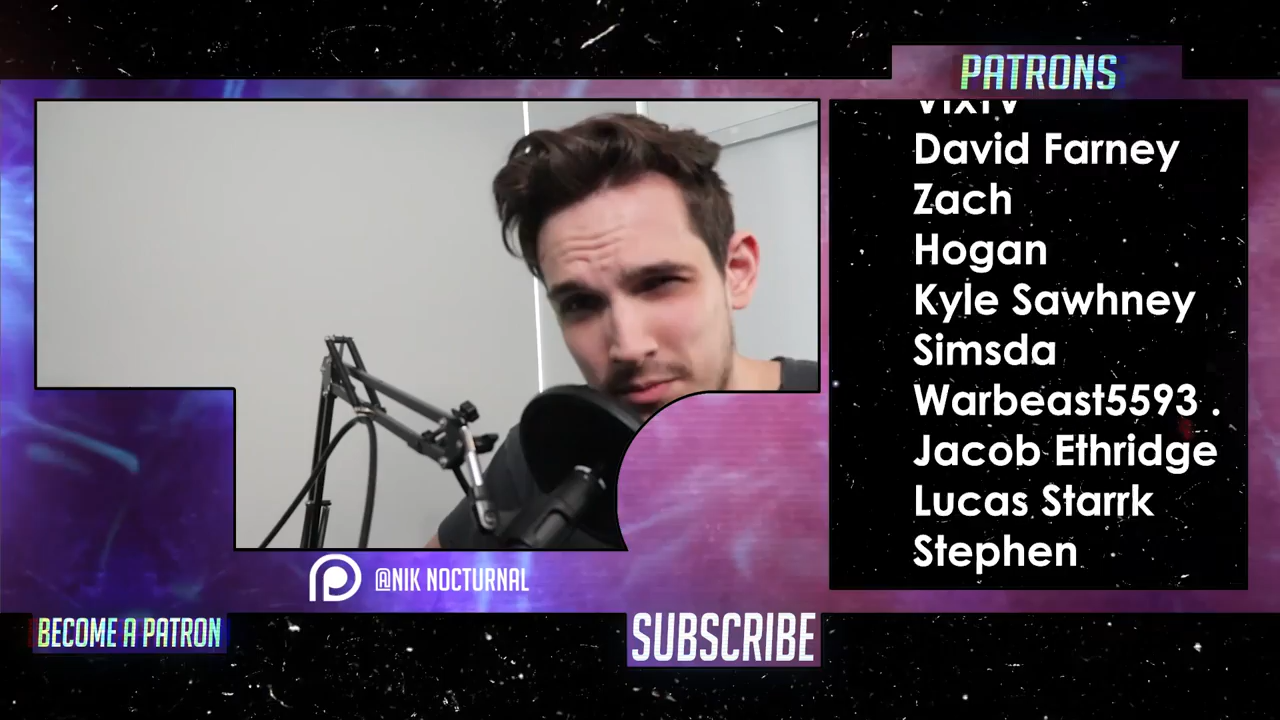 PATRONS
VixTV
David Farney
Zach
Hogan
Kyle Sawhney
Simsda
Warbeast5593 .
Jacob Ethridge
Lucas Starrk
Stephen
@NIK NOCTURNAL
BECOME A PATRON
SUBSCRIBE